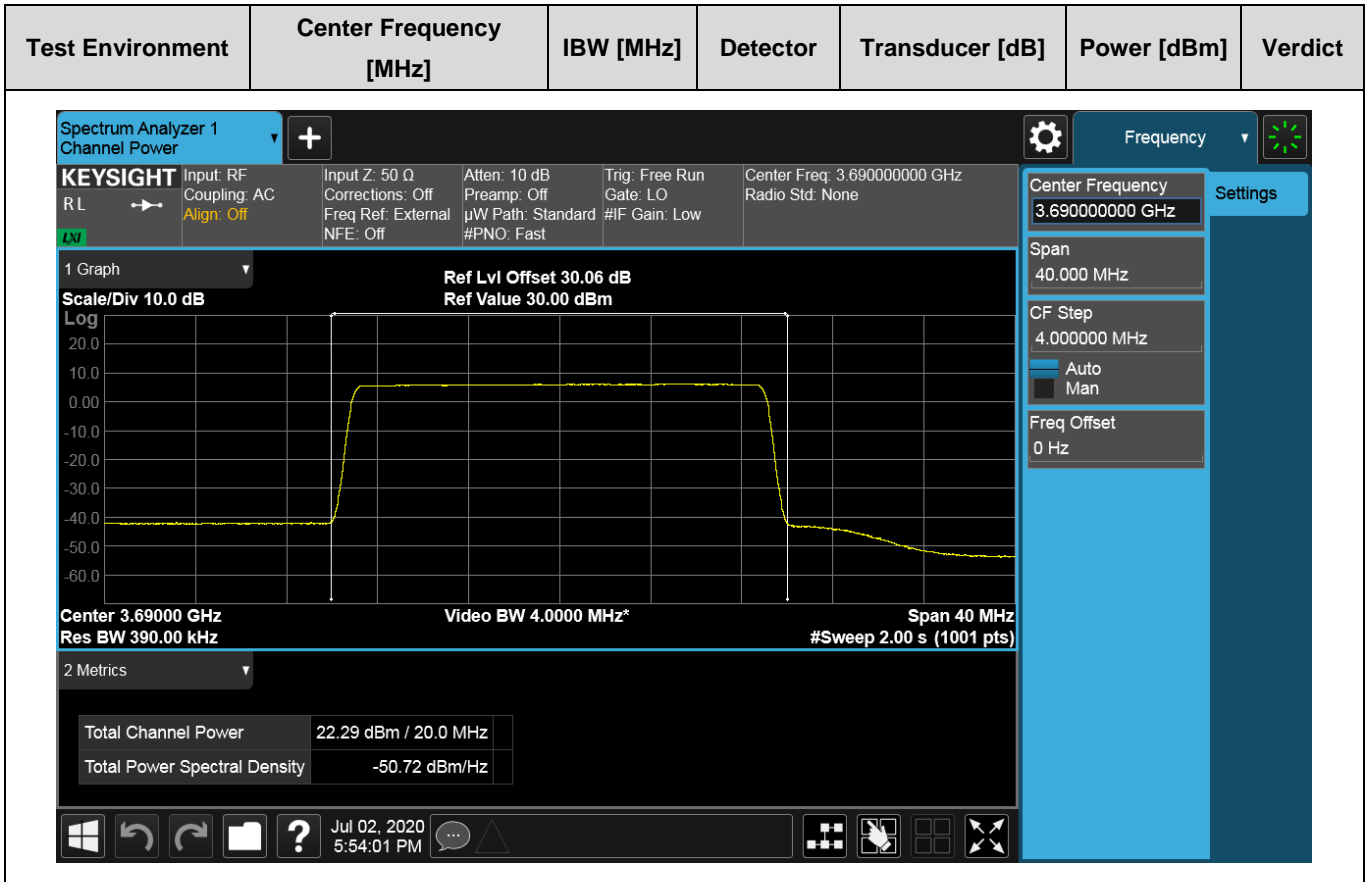 Test Environment Center Frequency [MHz] IBW [MHz] Detector Transducer [dB] Power [dBm] Verdict
Spectrum Analyzer 1
Channel Power
Frequency
KEYSIGHT
RL
LXI
Input: RF
Coupling: AC
Align: Off
Input Z: 50 Ω
Corrections: Off
Freq Ref: External
NFE: Off
Atten: 10 dB
Preamp: Off
µW Path: Standard
#PNO: Fast
Trig: Free Run
Gate: LO
#IF Gain: Low
Center Freq: 3.690000000 GHz
Radio Std: None
Center Frequency
3.690000000 GHz
Settings
Span
40.000 MHz
CF Step
4.000000 MHz
Auto
Man
Freq Offset
0 Hz
1 Graph
Scale/Div 10.0 dB
Ref Lvl Offset 30.06 dB
Ref Value 30.00 dBm
Log
20.0
10.0
0.00
-10.0
-20.0
-30.0
-40.0
-50.0
-60.0
Center 3.69000 GHz
Video BW 4.0000 MHz*
Span 40 MHz
Res BW 390.00 kHz
#Sweep 2.00 s (1001 pts)
2 Metrics
Total Channel Power 22.29 dBm / 20.0 MHz
Total Power Spectral Density -50.72 dBm/Hz
?
Jul 02, 2020
5:54:01 PM